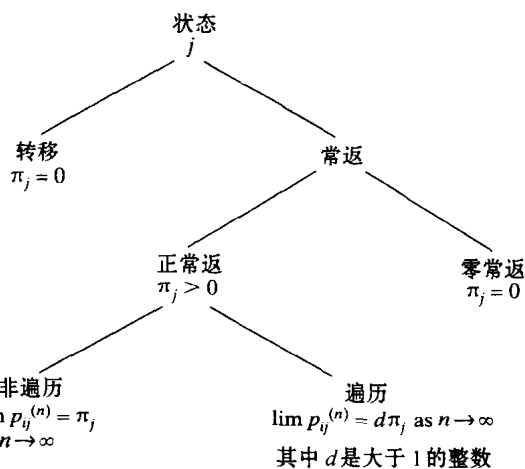 状态
j
转移
π_j = 0
常返
正常返
π_j > 0
零常返
π_j = 0
非遍历
p_ij^(n) = π_j
n → ∞
遍历
lim p_ij^(n) = dπ_j as n → ∞
其中 d 是大于 1 的整数